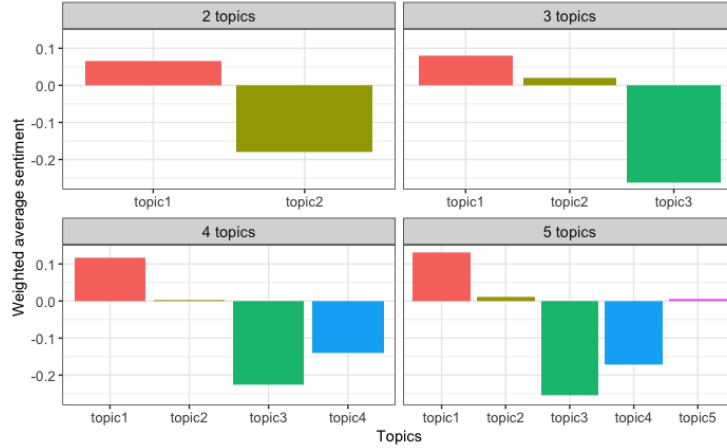 2 topics
3 topics
0.1
0.0
-0.1
-0.2
topic1
topic2
topic1
topic2
topic3
Weighted average sentiment
4 topics
5 topics
0.1
0.0
-0.1
-0.2
topic1
topic2
topic3
topic4
topic1
topic2
topic3
topic4
topic5
Topics